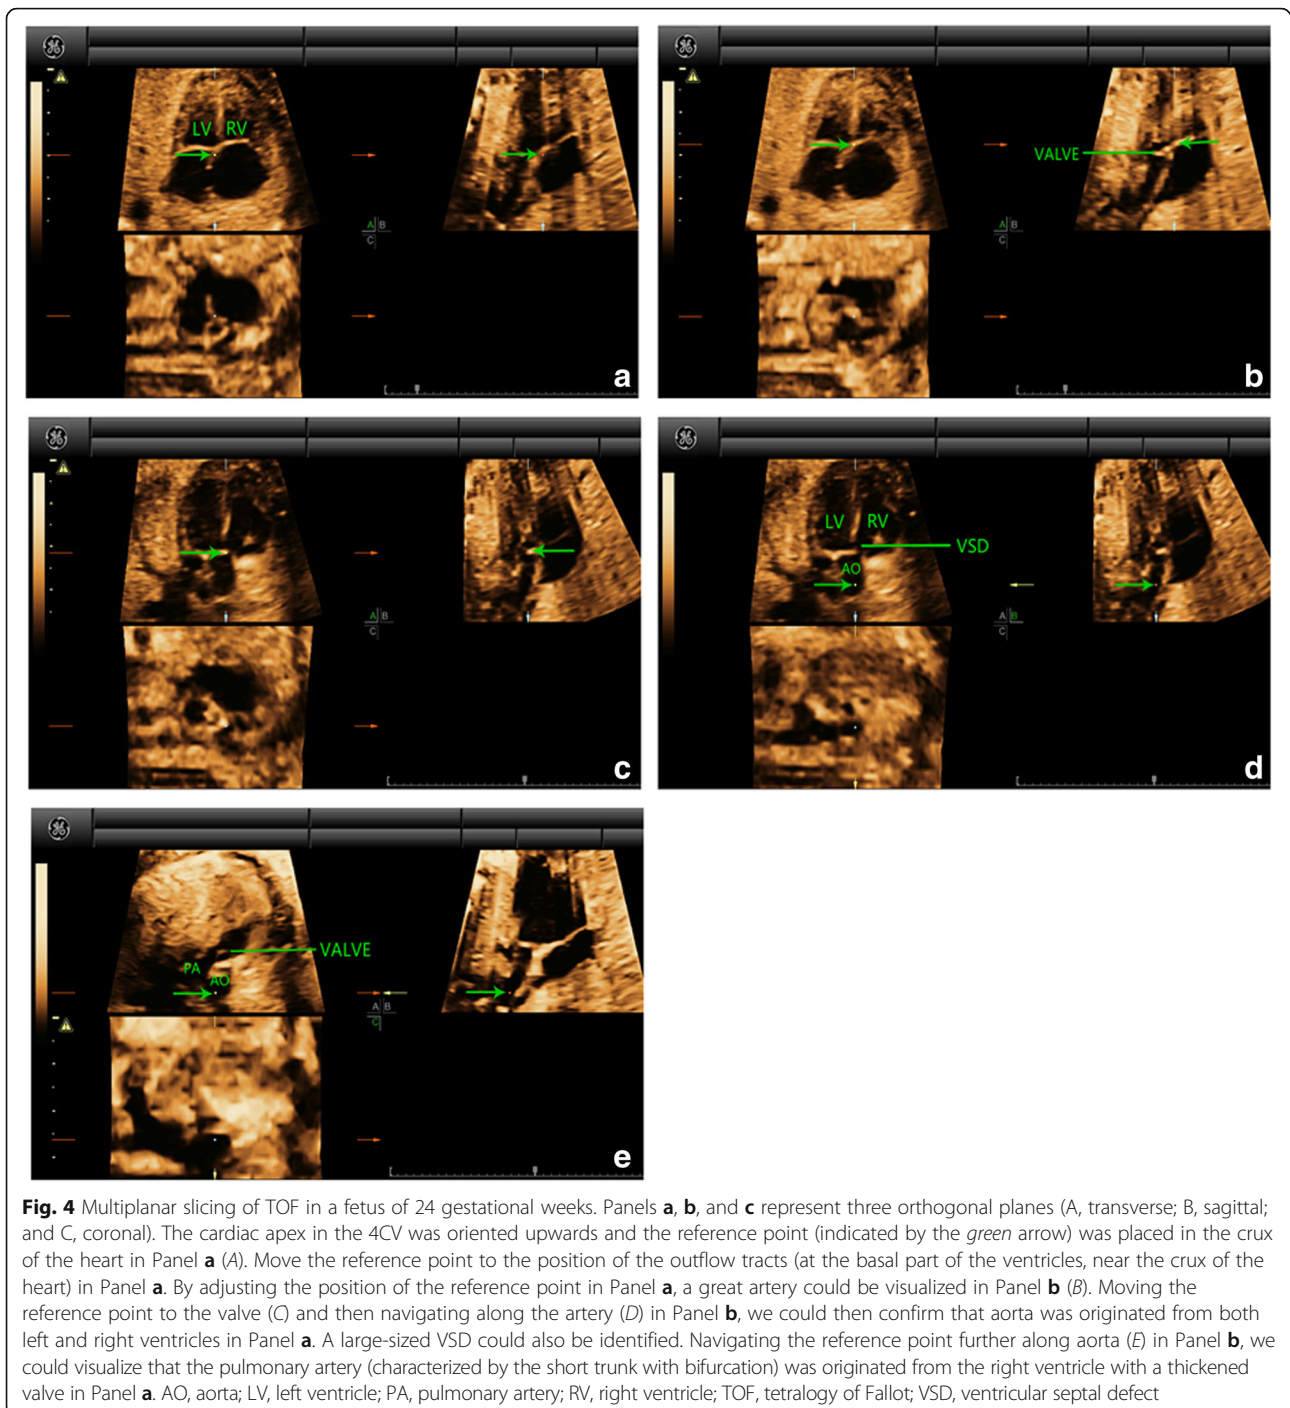 LV RV
A B
C
a
VALVE
A B
C
b
A B
C
c
LV RV
VSD
AO
A B
C
d
VALVE
PA
AO
A B
C
e
Fig. 4 Multiplanar slicing of TOF in a fetus of 24 gestational weeks. Panels a, b, and c represent three orthogonal planes (A, transverse; B, sagittal;
and C, coronal). The cardiac apex in the 4CV was oriented upwards and the reference point (indicated by the green arrow) was placed in the crux
of the heart in Panel a (A). Move the reference point to the position of the outflow tracts (at the basal part of the ventricles, near the crux of the
heart) in Panel a. By adjusting the position of the reference point in Panel a, a great artery could be visualized in Panel b (B). Moving the
reference point to the valve (C) and then navigating along the artery (D) in Panel b, we could then confirm that aorta was originated from both
left and right ventricles in Panel a. A large-sized VSD could also be identified. Navigating the reference point further along aorta (E) in Panel b, we
could visualize that the pulmonary artery (characterized by the short trunk with bifurcation) was originated from the right ventricle with a thickened
valve in Panel a. AO, aorta; LV, left ventricle; PA, pulmonary artery; RV, right ventricle; TOF, tetralogy of Fallot; VSD, ventricular septal defect